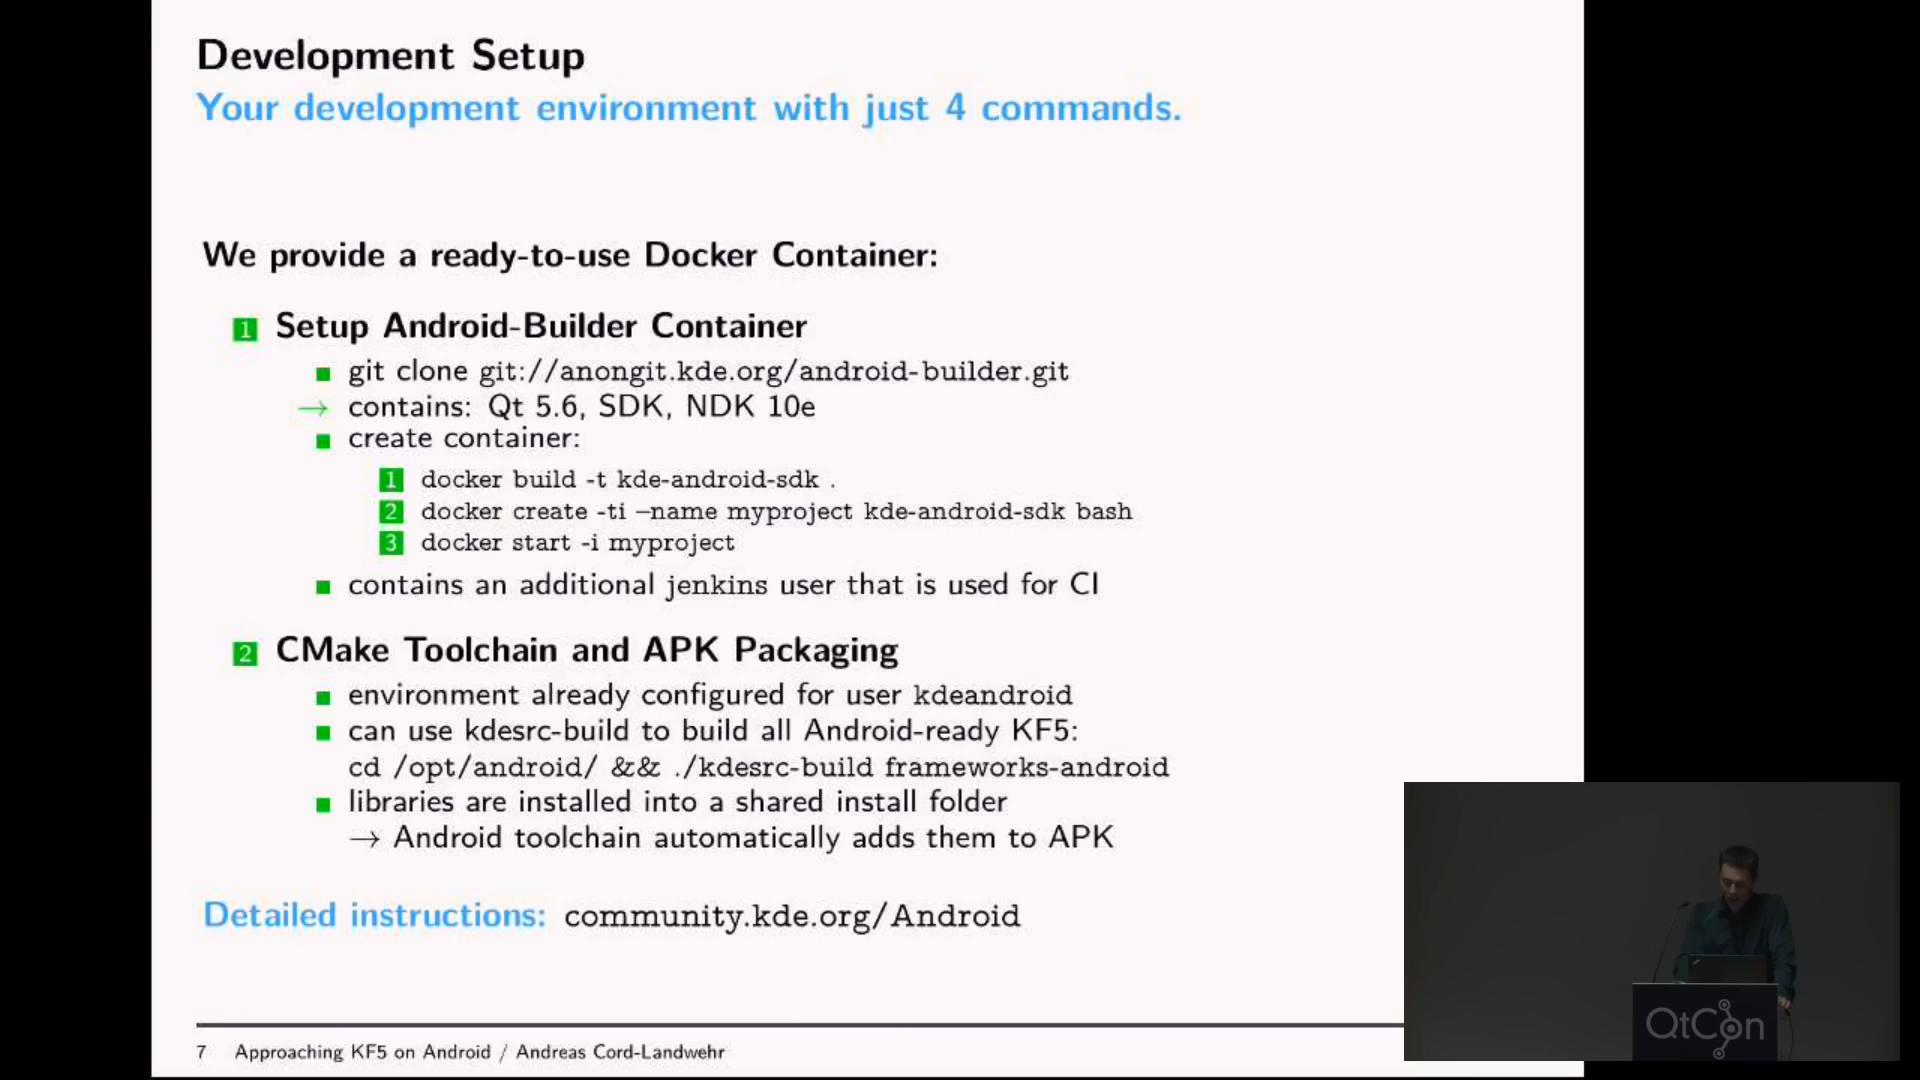 Development Setup
Your development environment with just 4 commands.
We provide a ready-to-use Docker Container:
1 Setup Android-Builder Container
git clone git://anongit.kde.org/android-builder.git
→ contains: Qt 5.6, SDK, NDK 10e
create container:
1 docker build -t kde-android-sdk .
2 docker create -ti –name myproject kde-android-sdk bash
3 docker start -i myproject
contains an additional jenkins user that is used for CI
2 CMake Toolchain and APK Packaging
environment already configured for user kdeandroid
can use kdesrc-build to build all Android-ready KF5:
cd /opt/android/ && ./kdesrc-build frameworks-android
libraries are installed into a shared install folder
→ Android toolchain automatically adds them to APK
Detailed instructions: community.kde.org/Android
7 Approaching KF5 on Android / Andreas Cord-Landwehr
QtCon